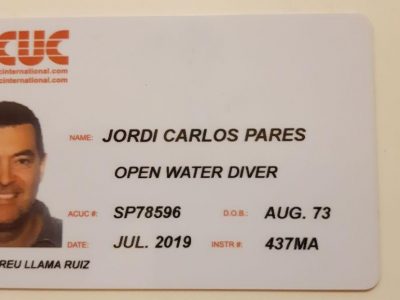 CUC
cinternational.com
cinternational.com
NAME: JORDI CARLOS PARES
OPEN WATER DIVER
ACUC #: SP78596 D.O.B.: AUG. 73
DATE: JUL. 2019 INSTR #: 437MA
REU LLAMA RUIZ